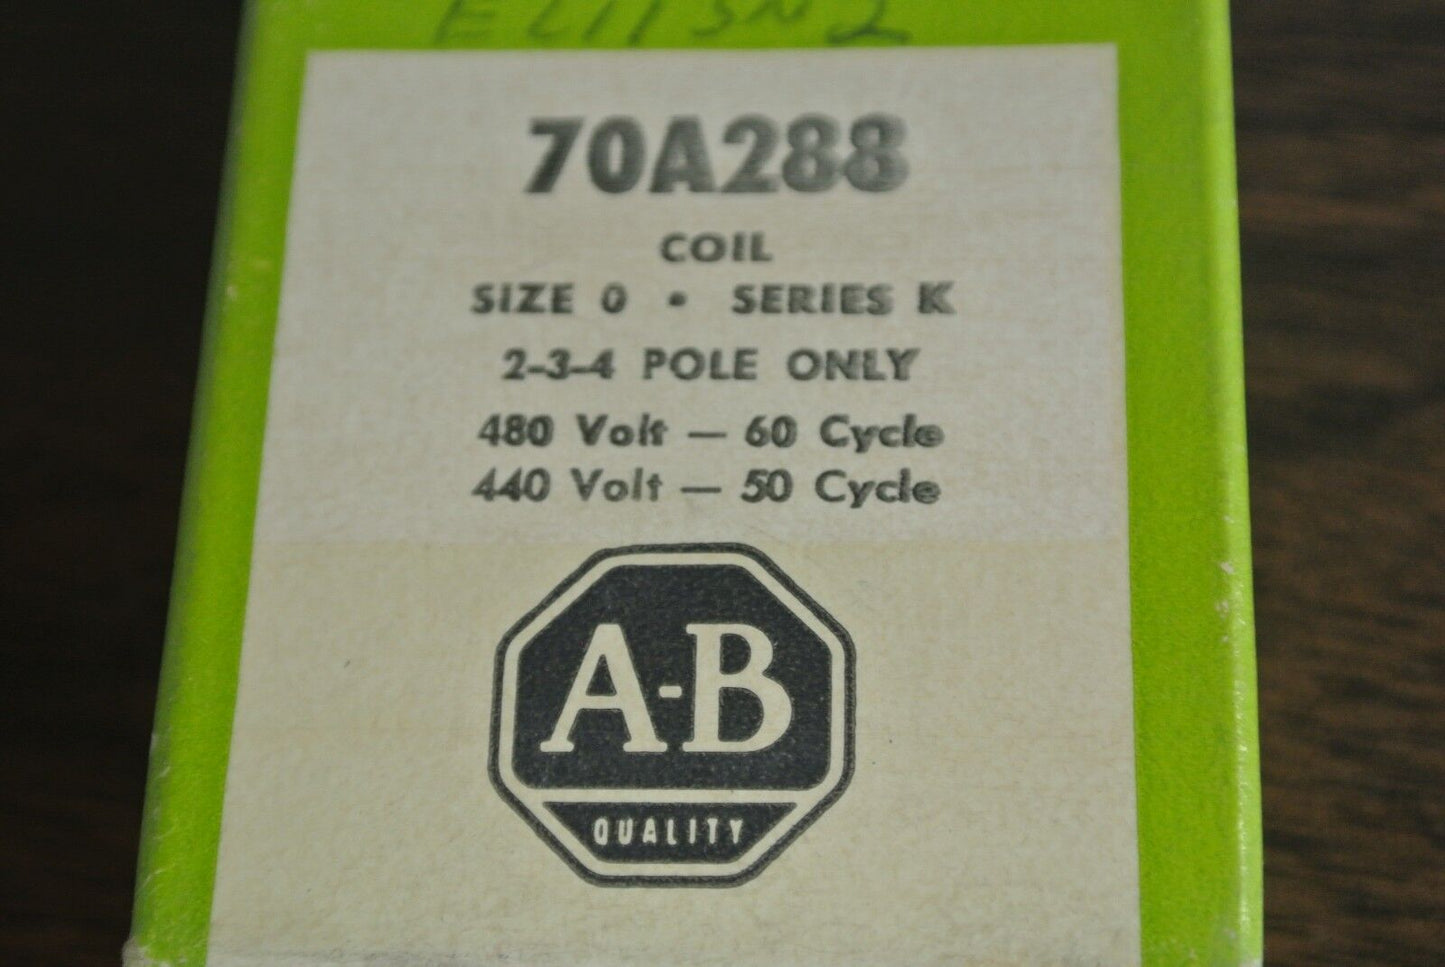 70A288
COIL
SIZE 0 • SERIES K
2-3-4 POLE ONLY
480 Volt — 60 Cycle
440 Volt — 50 Cycle
A-B
QUALITY